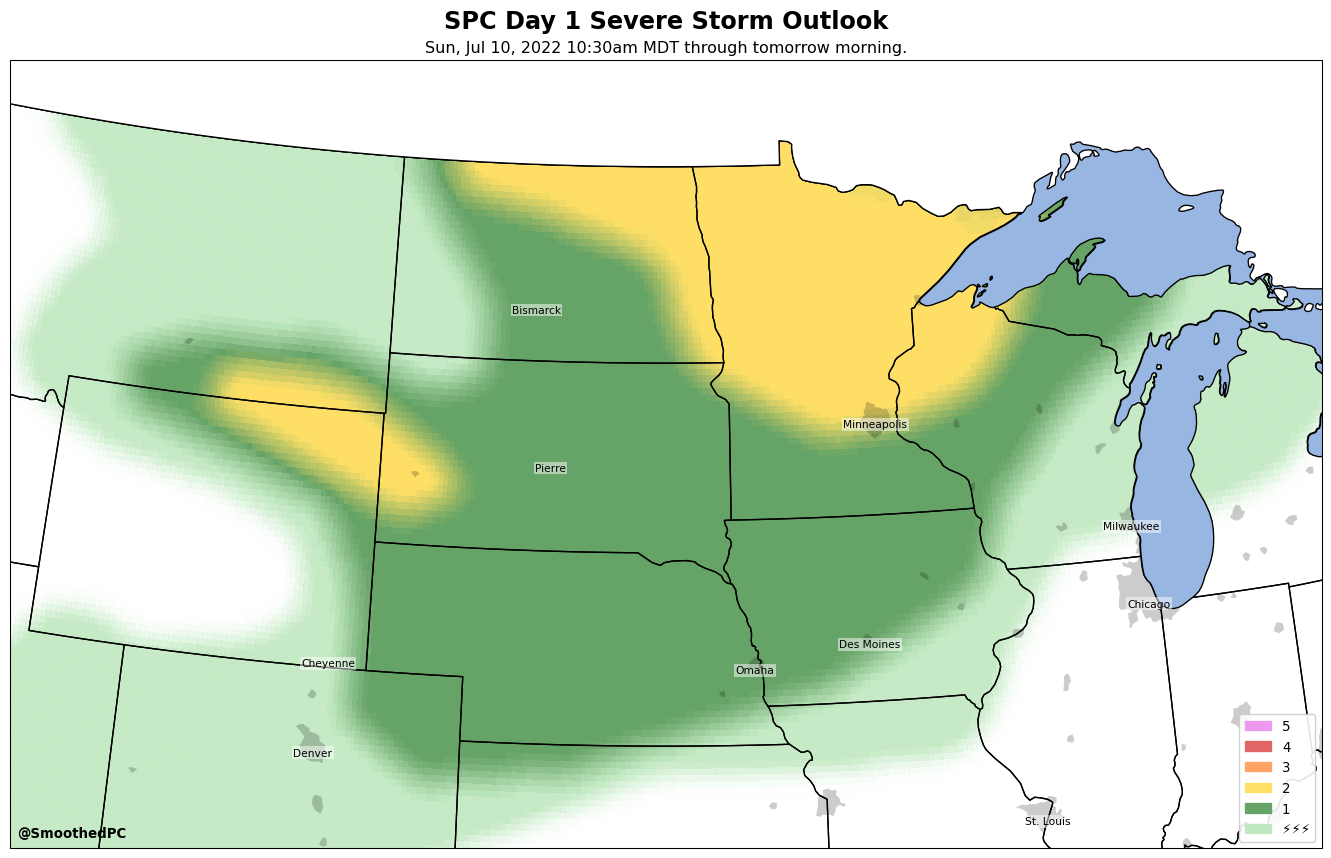 SPC Day 1 Severe Storm Outlook
Sun, Jul 10, 2022 10:30am MDT through tomorrow morning.
Bismarck
Minneapolis
Pierre
Milwaukee
Chicago
Des Moines
Cheyenne
Omaha
Denver
St. Louis
5
4
3
2
1
⚡⚡⚡
@SmoothedPC